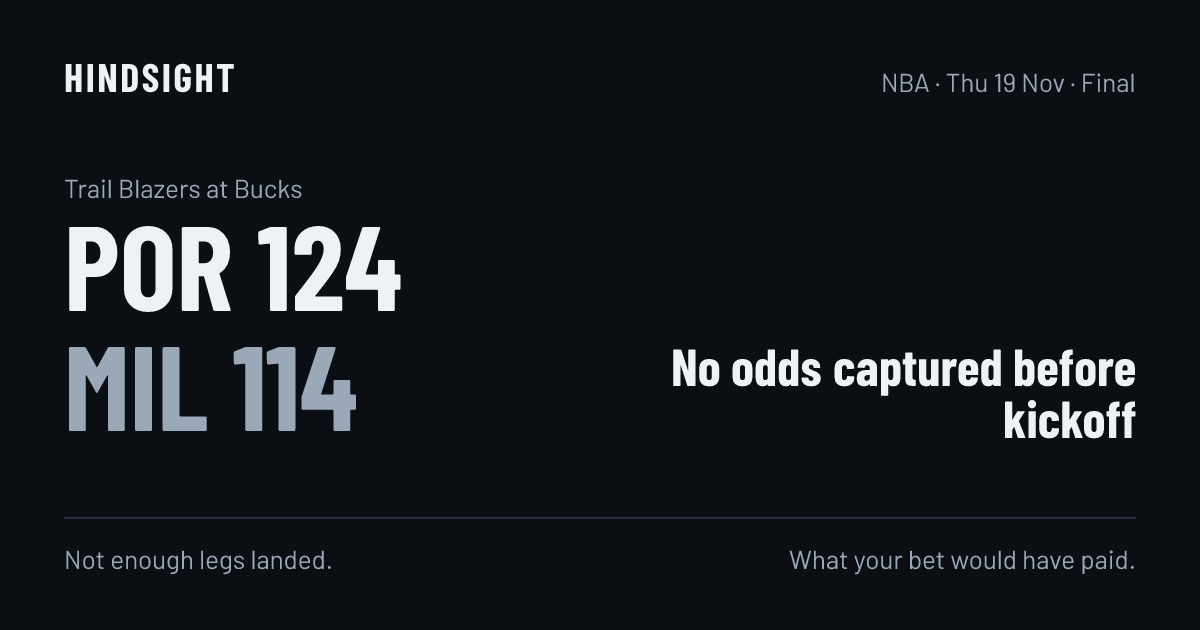 HINDSIGHT
NBA · Thu 19 Nov · Final
Trail Blazers at Bucks
POR 124
MIL 114
No odds captured before
kickoff
Not enough legs landed.
What your bet would have paid.